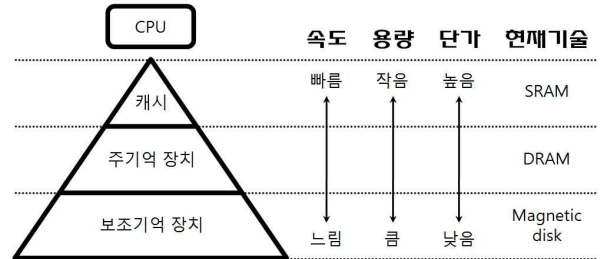 CPU
속도 용량 단가 현재기술
빠름 작음 높음
캐시
SRAM
주기억 장치
DRAM
보조기억 장치
Magnetic
disk
느림 큼 낮음